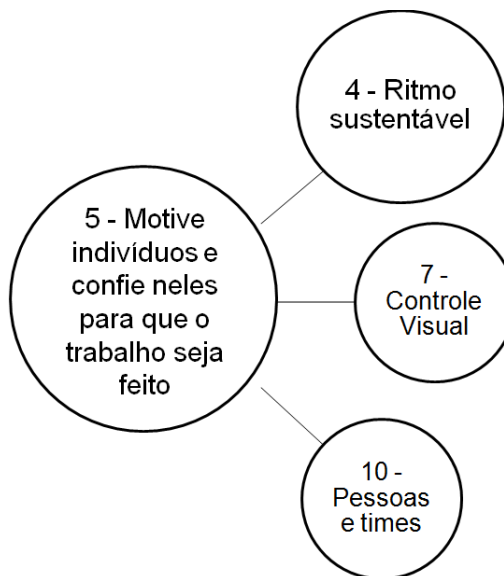 4 - Ritmo
sustentável
5 - Motive
indivíduos e
confie neles
para que o
trabalho seja
feito
7 -
Controle
Visual
10 -
Pessoas
e times